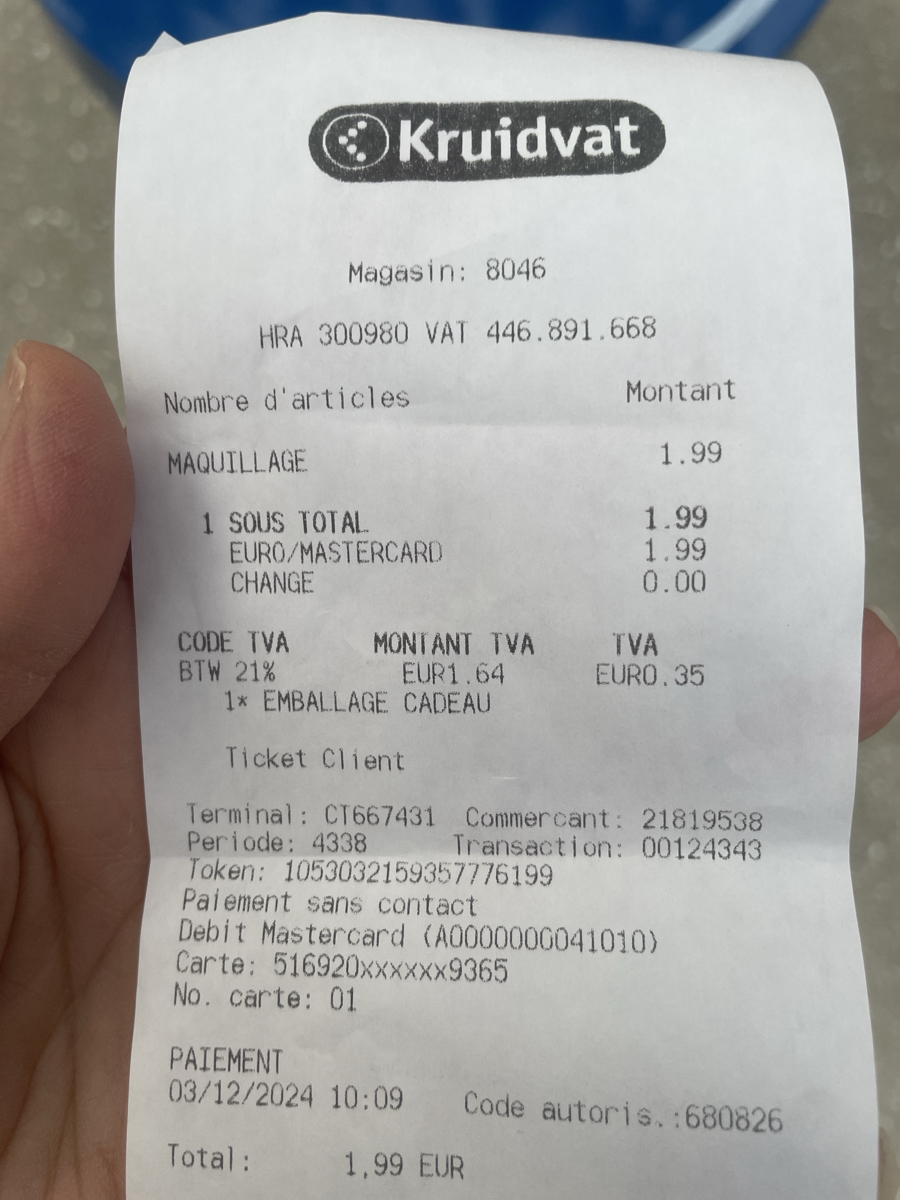 Kruidvat
Magasin: 8046
HRA 300980 VAT 446.891.668
Nombre d'articles Montant
MAQUILLAGE 1.99
1 SOUS TOTAL 1.99
EURO/MASTERCARD 1.99
CHANGE 0.00
CODE TVA MONTANT TVA TVA
BTW 21% EUR1.64 EUR0.35
1* EMBALLAGE CADEAU
Ticket Client
Terminal: CT667431 Commercant: 21819538
Periode: 4338 Transaction: 00124343
Token: 1053032159357776199
Paiement sans contact
Debit Mastercard (A0000000041010)
Carte: 516920xxxxxx9365
No. carte: 01
PAIEMENT
03/12/2024 10:09 Code autoris.:680826
Total: 1,99 EUR